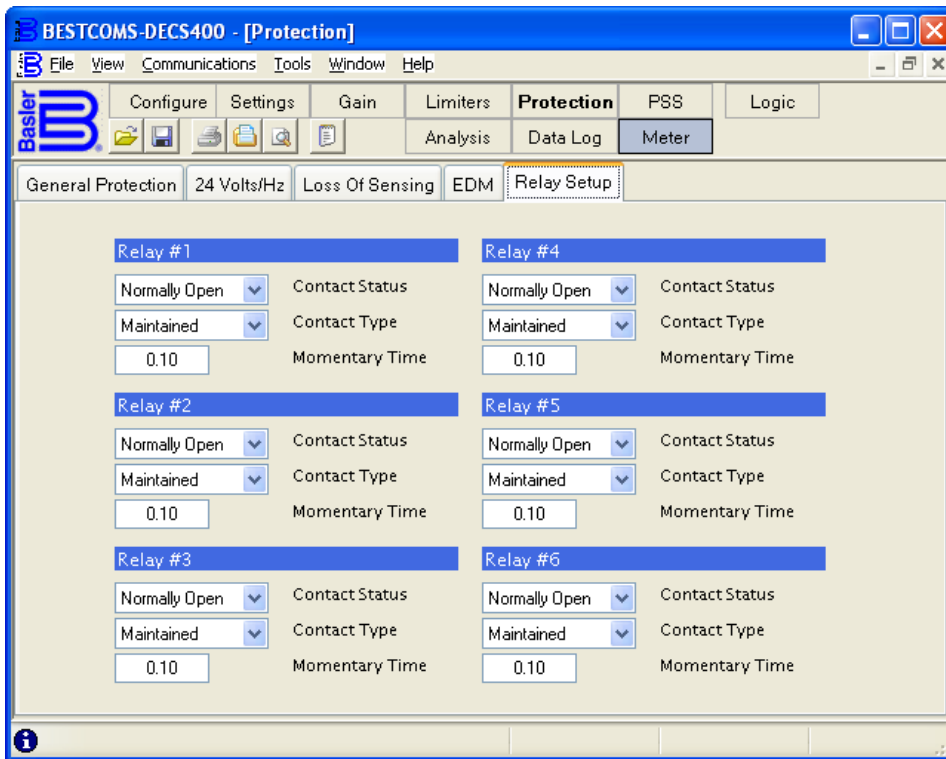 BESTCOMS-DECS400 - [Protection]
File View Communications Tools Window Help
Basler
Configure Settings Gain Limiters Protection PSS Logic
Analysis Data Log Meter
General Protection 24 Volts/Hz Loss Of Sensing EDM Relay Setup
Relay #1
Normally Open Contact Status
Maintained Contact Type
0.10 Momentary Time
Relay #2
Normally Open Contact Status
Maintained Contact Type
0.10 Momentary Time
Relay #3
Normally Open Contact Status
Maintained Contact Type
0.10 Momentary Time
Relay #4
Normally Open Contact Status
Maintained Contact Type
0.10 Momentary Time
Relay #5
Normally Open Contact Status
Maintained Contact Type
0.10 Momentary Time
Relay #6
Normally Open Contact Status
Maintained Contact Type
0.10 Momentary Time